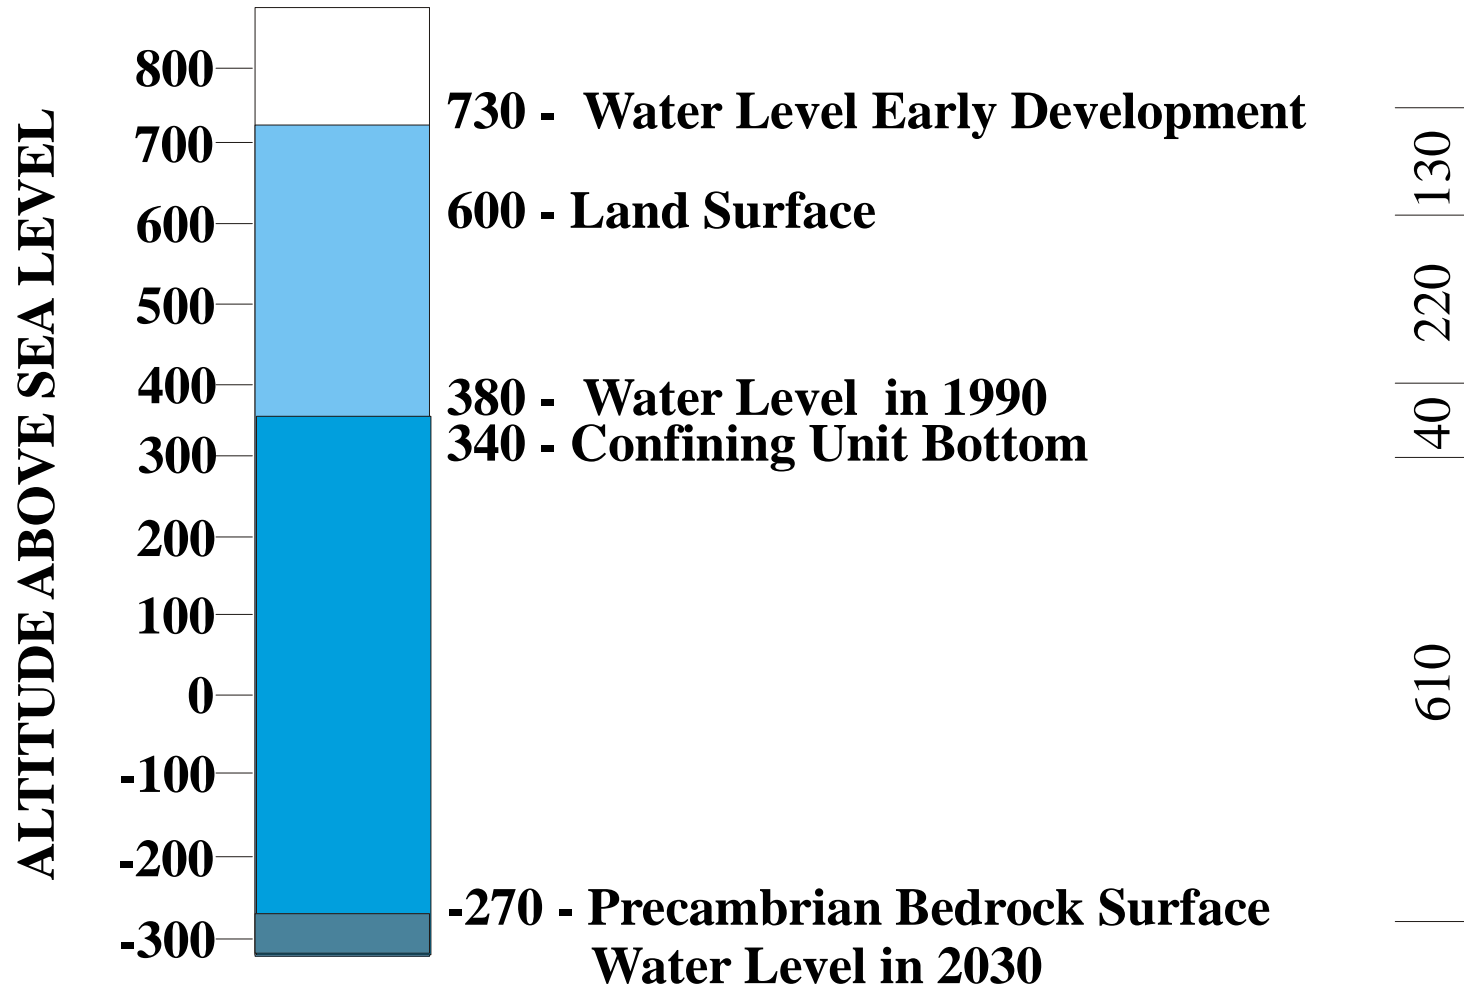 ALTITUDE ABOVE SEA LEVEL
800
700
600
500
400
300
200
100
0
-100
-200
-300
730 - Water Level Early Development
600 - Land Surface
380 - Water Level in 1990
340 - Confining Unit Bottom
-270 - Precambrian Bedrock Surface
Water Level in 2030
130
220
40
610